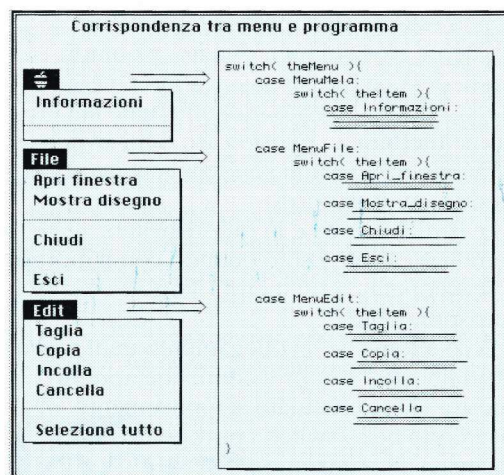 Corrispondenza tra menu e programma
Informazioni
File
Apri finestra
Mostra disegno
Chiudi
Esci
Edit
Taglia
Copia
Incolla
Cancella
Seleziona tutto
switch( theMenu ){
case MenuMela:
switch( theItem ){
case Informazioni:
case MenuFile:
switch( theItem ){
case Apri_finestra:
case Mostra_disegno:
case Chiudi:
case Esci:
case MenuEdit:
switch( theItem ){
case Taglia:
case Copia:
case Incolla:
case Cancella
}